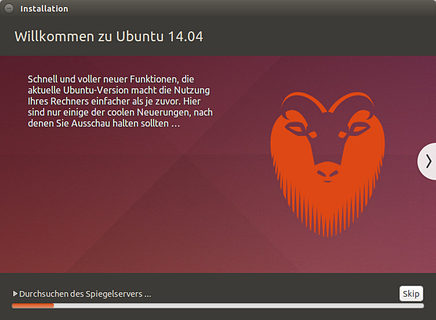 Installation
Willkommen zu Ubuntu 14.04
Schnell und voller neuer Funktionen, die
aktuelle Ubuntu-Version macht die Nutzung
Ihres Rechners einfacher als je zuvor. Hier
sind nur einige der coolen Neuerungen, nach
denen Sie Ausschau halten sollten …
Durchsuchen des Spiegelservers ...
Skip